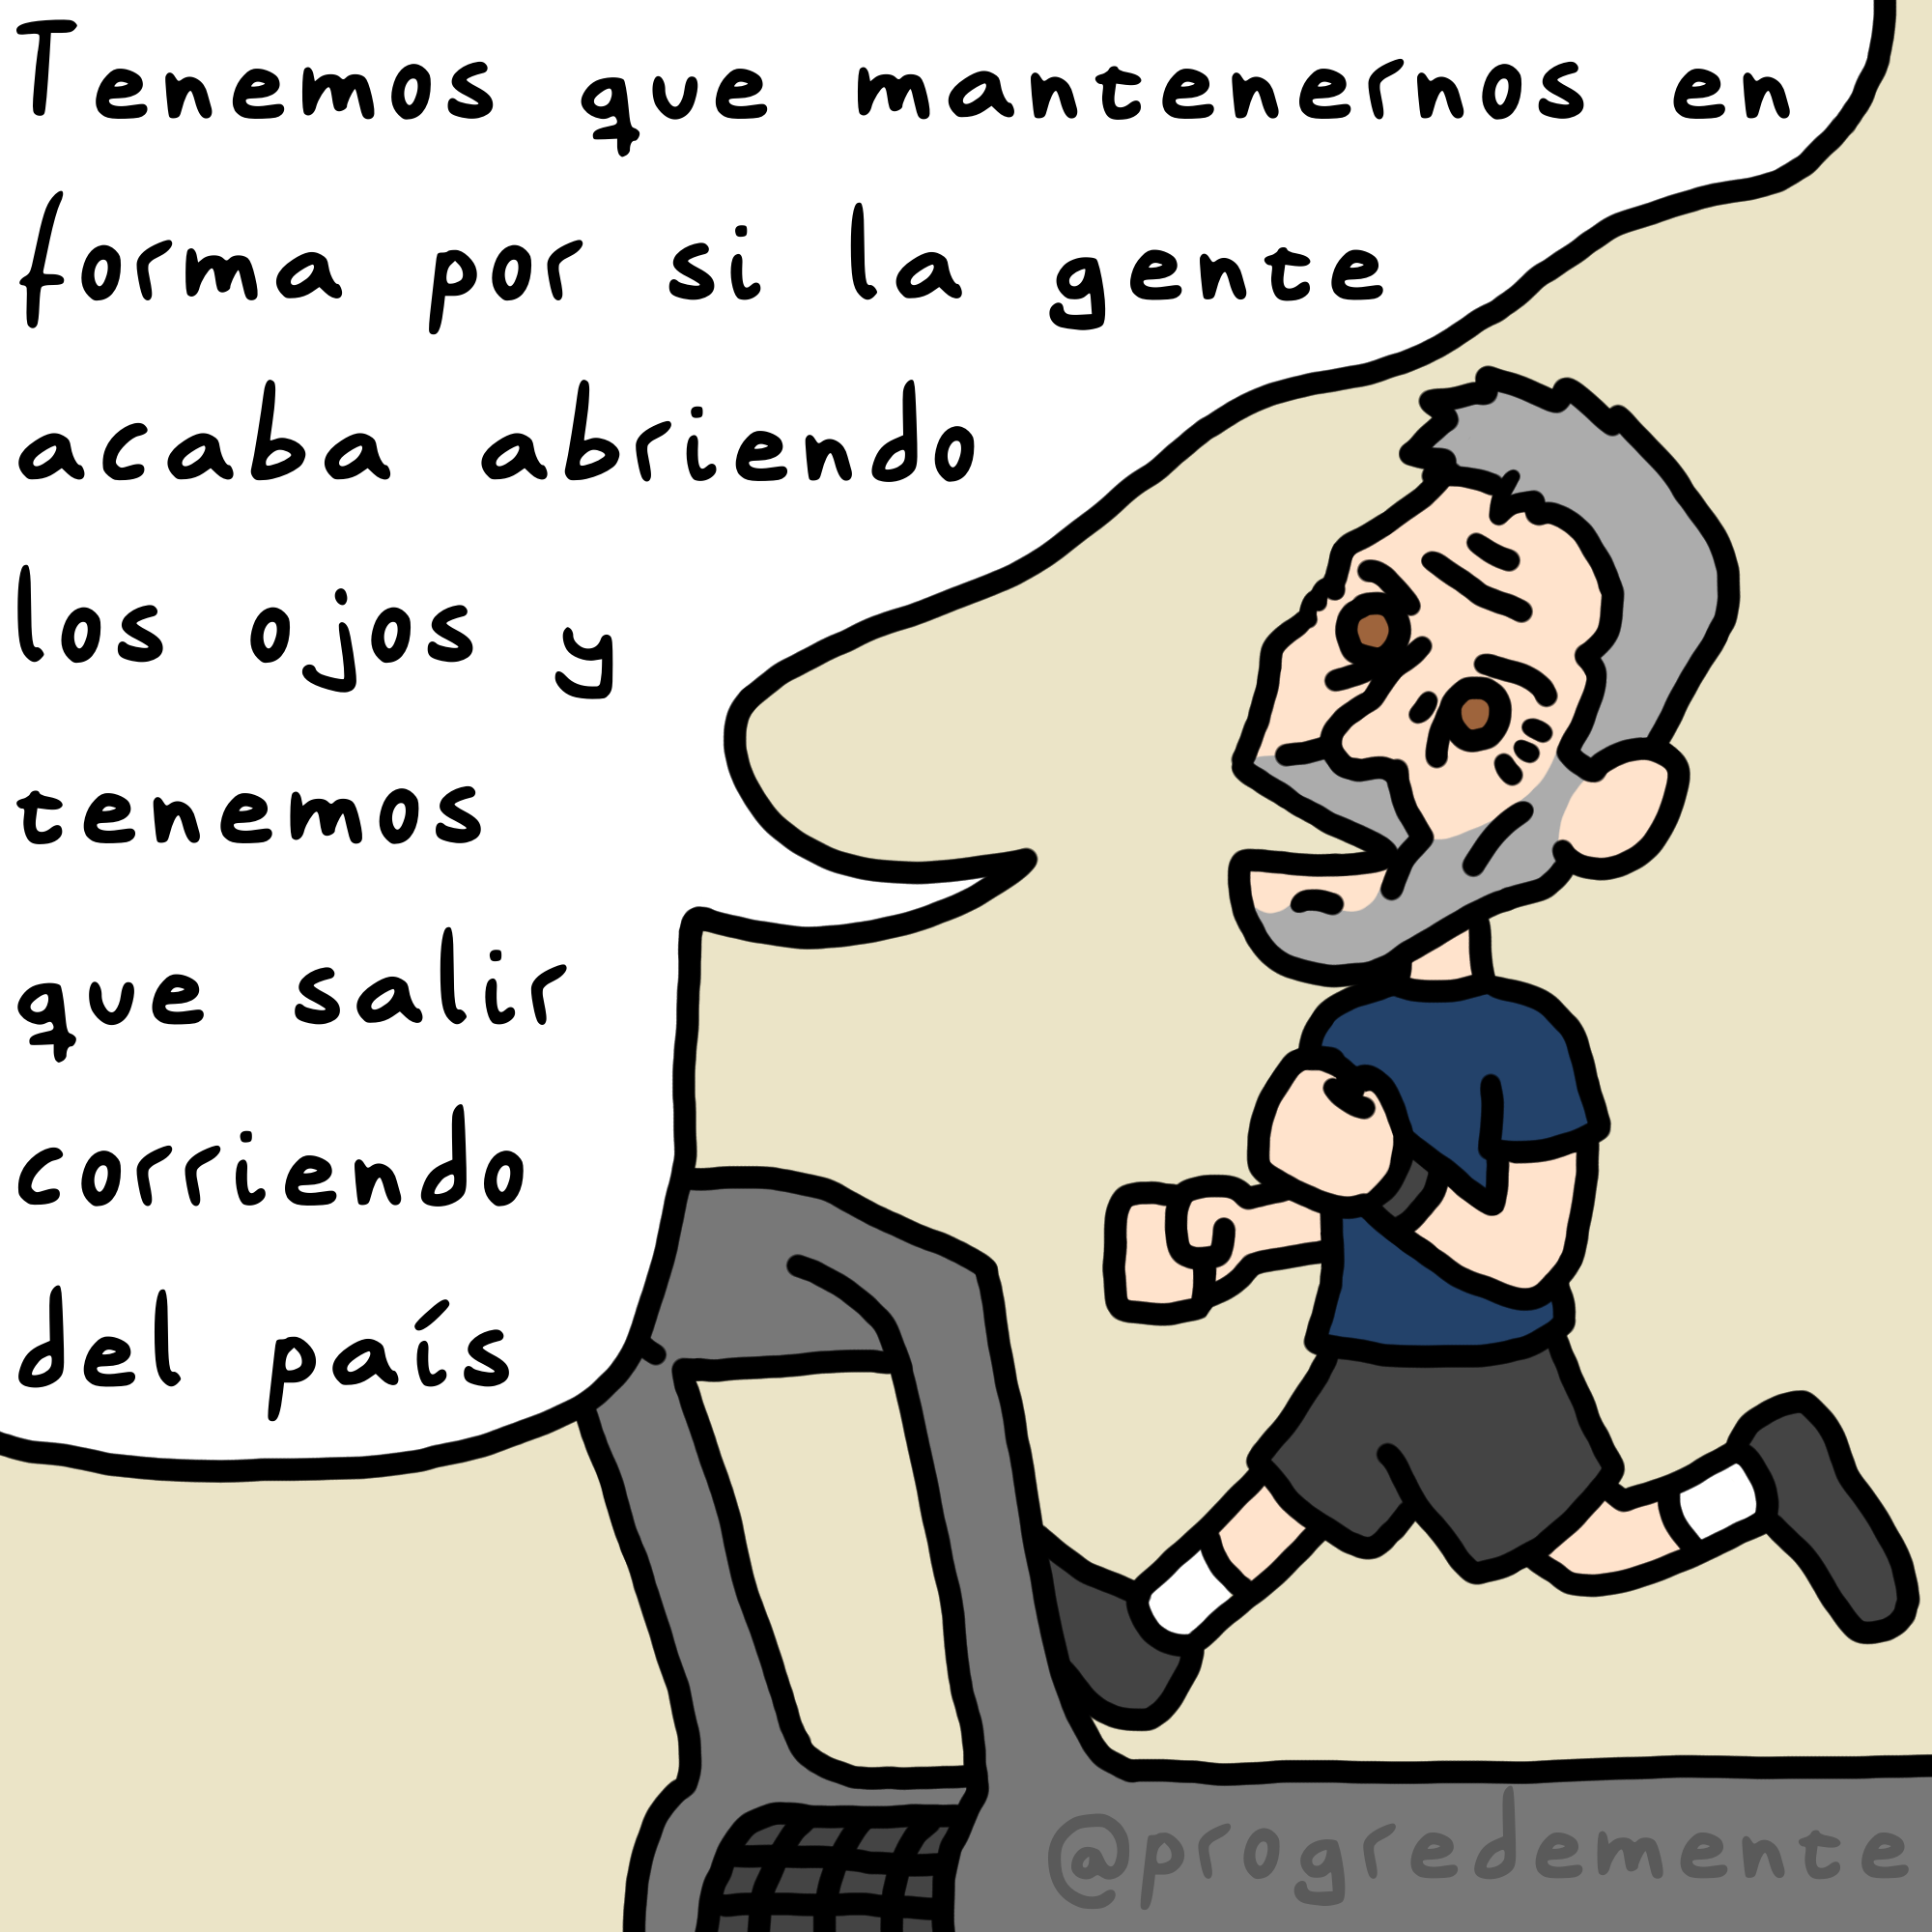 Tenemos que mantenernos en
forma por si la gente
acaba abriendo
los ojos y
tenemos
que salir
corriendo
del país
@progredemente